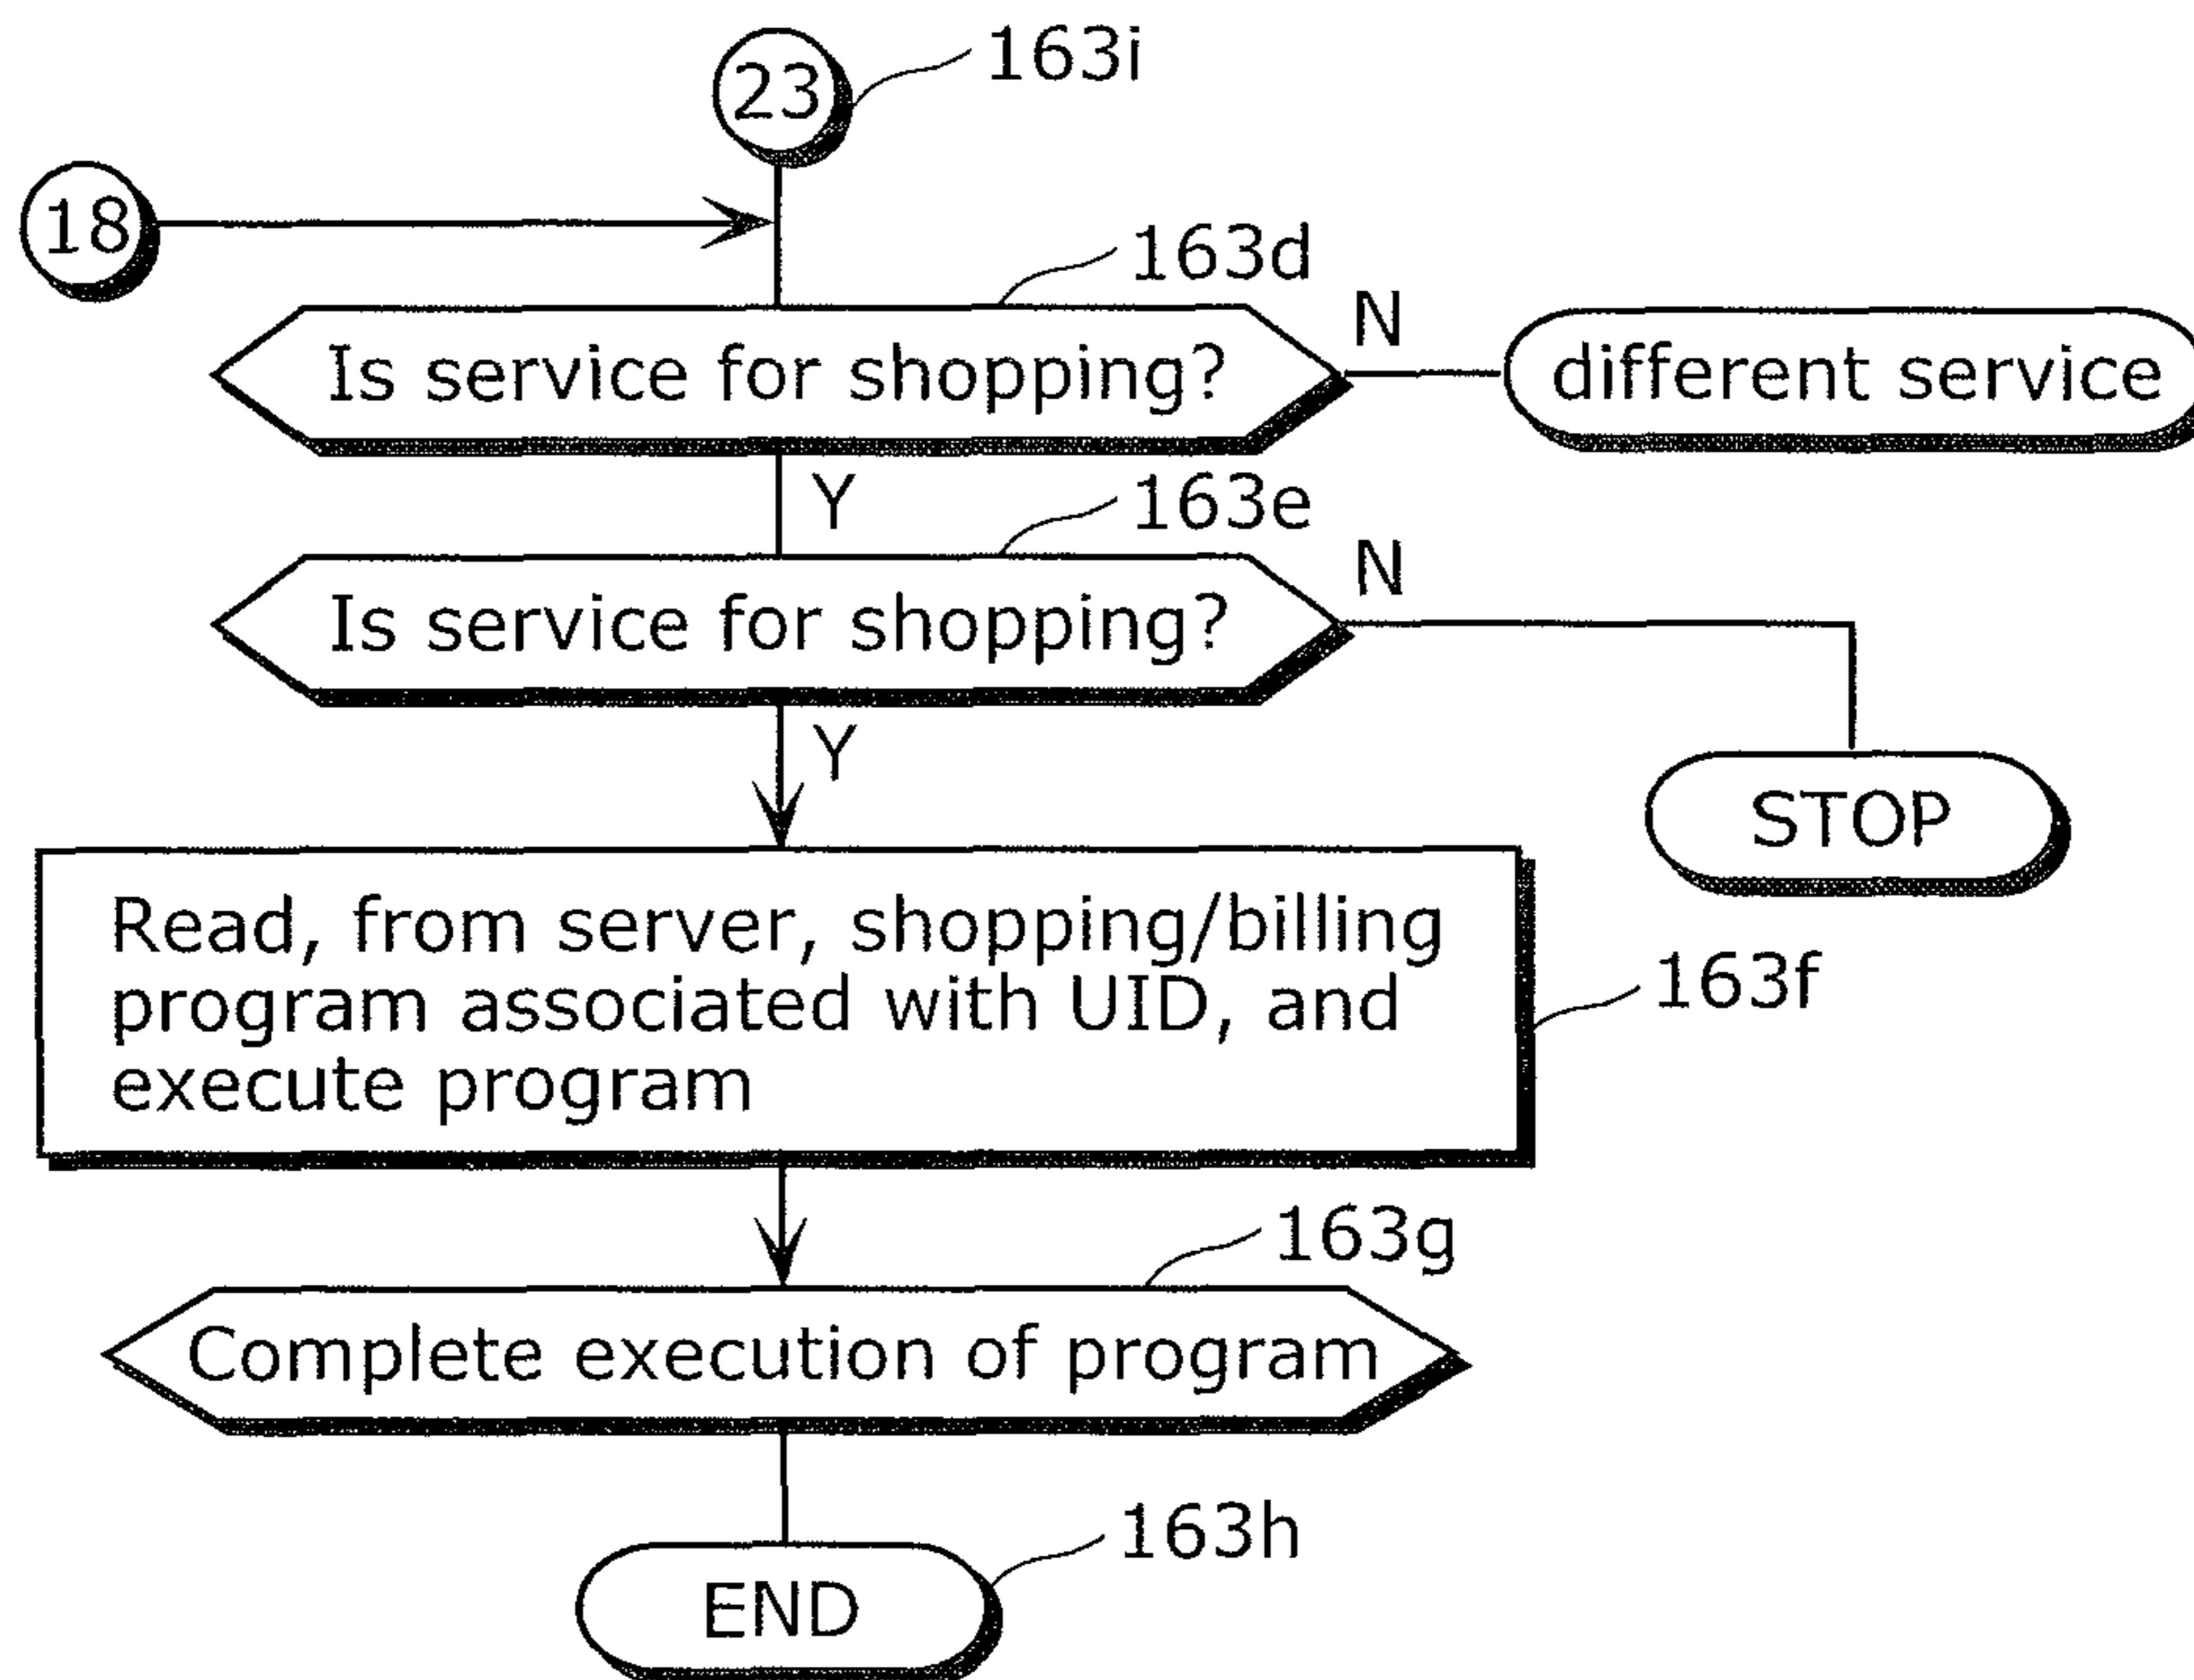 23
163i
18
163d
Is service for shopping?
N
different service
Y
163e
Is service for shopping?
N
Y
STOP
Read, from server, shopping/billing
program associated with UID, and
execute program
163f
163g
Complete execution of program
163h
END